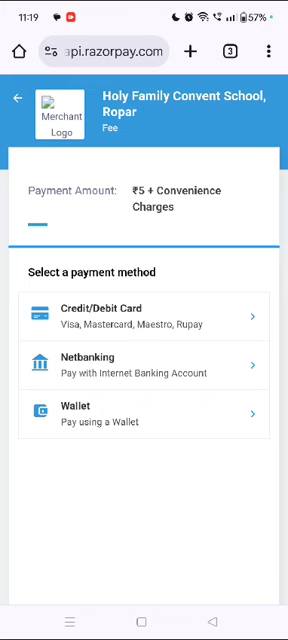 11:19
57%
api.razorpay.com
3
Holy Family Convent School,
Ropar
Merchant
Logo
Fee
Payment Amount: ₹5 + Convenience
Charges
Select a payment method
Credit/Debit Card
Visa, Mastercard, Maestro, Rupay
Netbanking
Pay with Internet Banking Account
Wallet
Pay using a Wallet